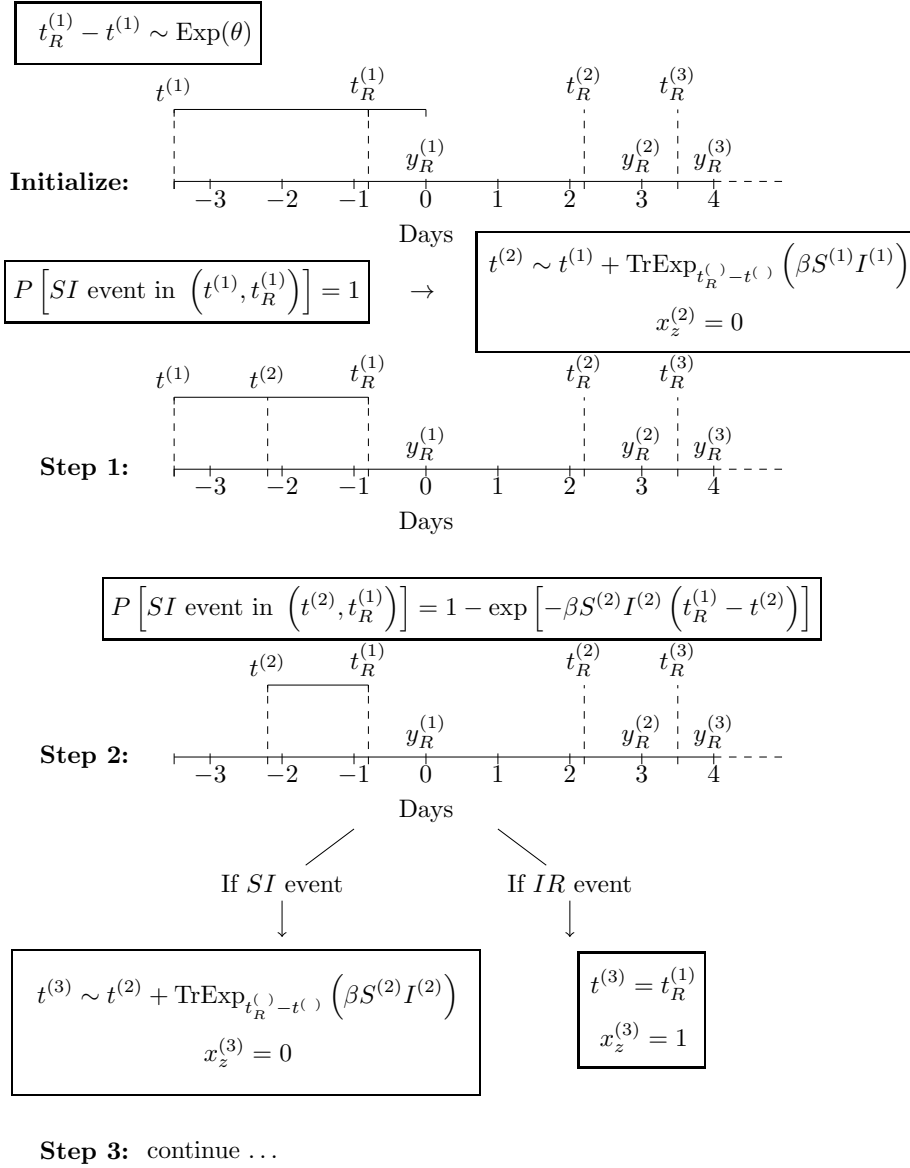 t_R^{(1)} − t^{(1)} ∼ Exp(θ)
t^{(1)} t_R^{(1)} t_R^{(2)} t_R^{(3)}
y_R^{(1)} y_R^{(2)} y_R^{(3)}
Initialize:
−3 −2 −1 0 1 2 3 4
Days
P [SI event in (t^{(1)}, t_R^{(1)})] = 1 → t^{(2)} ∼ t^{(1)} + TrExp_{t_R^{( )} − t^{( )}} (βS^{(1)}I^{(1)})
x_z^{(2)} = 0
t^{(1)} t^{(2)} t_R^{(1)} t_R^{(2)} t_R^{(3)}
y_R^{(1)} y_R^{(2)} y_R^{(3)}
Step 1:
−3 −2 −1 0 1 2 3 4
Days
P [SI event in (t^{(2)}, t_R^{(1)})] = 1 − exp [−βS^{(2)}I^{(2)} (t_R^{(1)} − t^{(2)})]
t^{(2)} t_R^{(1)} t_R^{(2)} t_R^{(3)}
y_R^{(1)} y_R^{(2)} y_R^{(3)}
Step 2:
−3 −2 −1 0 1 2 3 4
Days
If SI event If IR event
t^{(3)} ∼ t^{(2)} + TrExp_{t_R^{( )} − t^{( )}} (βS^{(2)}I^{(2)})
x_z^{(3)} = 0
t^{(3)} = t_R^{(1)}
x_z^{(3)} = 1
Step 3: continue …